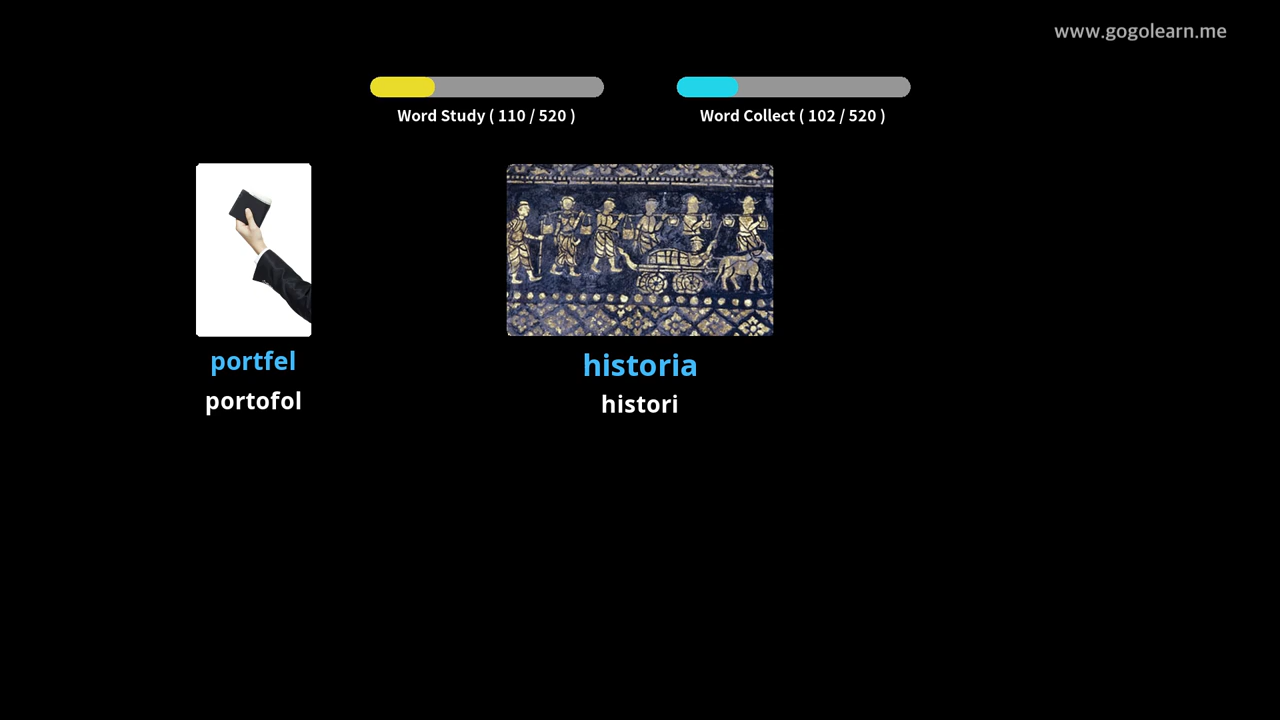 www.gogolearn.me
Word Study ( 110 / 520 )
Word Collect ( 102 / 520 )
portfel
portofol
historia
histori